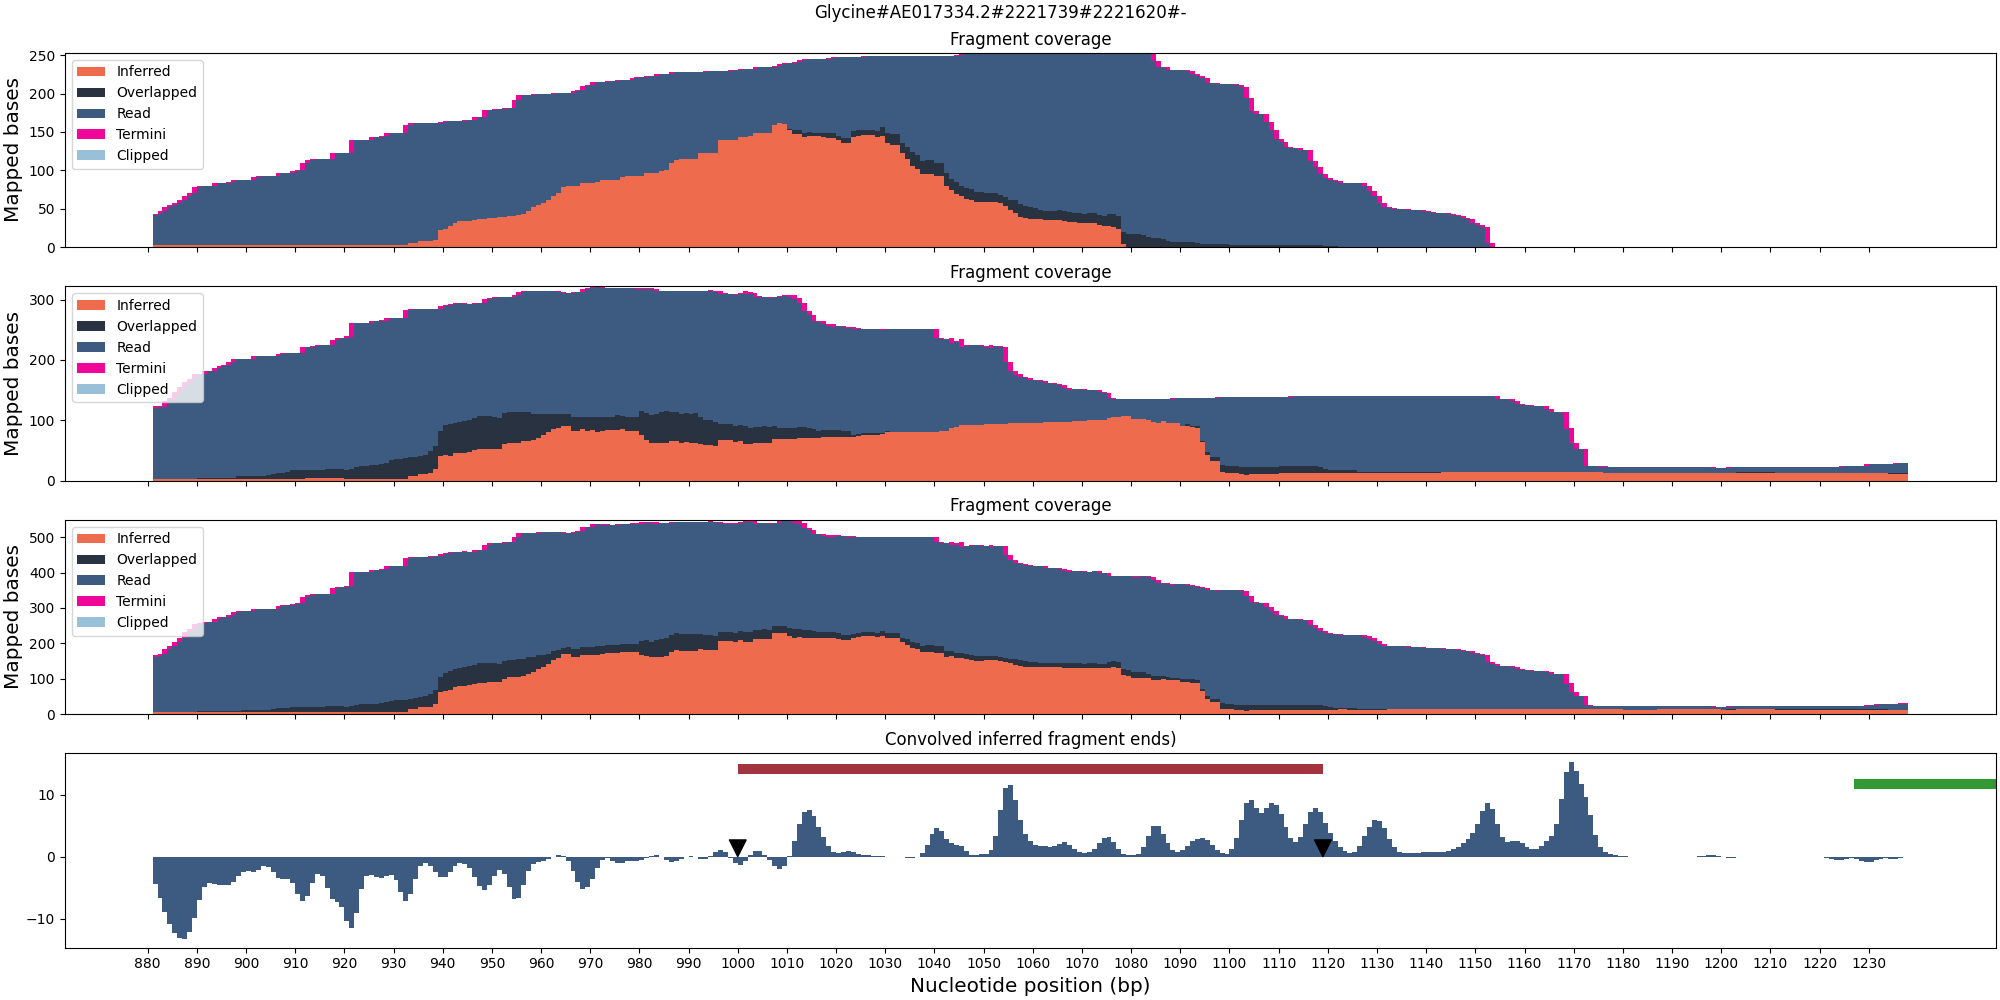 Glycine#AE017334.2#2221739#2221620#-
Fragment coverage
Mapped bases
250
200
150
100
50
0
Inferred
Overlapped
Read
Termini
Clipped
Fragment coverage
Mapped bases
300
200
100
0
Inferred
Overlapped
Read
Termini
Clipped
Fragment coverage
Mapped bases
500
400
300
200
100
0
Inferred
Overlapped
Read
Termini
Clipped
Convolved inferred fragment ends)
10
0
−10
880 890 900 910 920 930 940 950 960 970 980 990 1000 1010 1020 1030 1040 1050 1060 1070 1080 1090 1100 1110 1120 1130 1140 1150 1160 1170 1180 1190 1200 1210 1220 1230
Nucleotide position (bp)